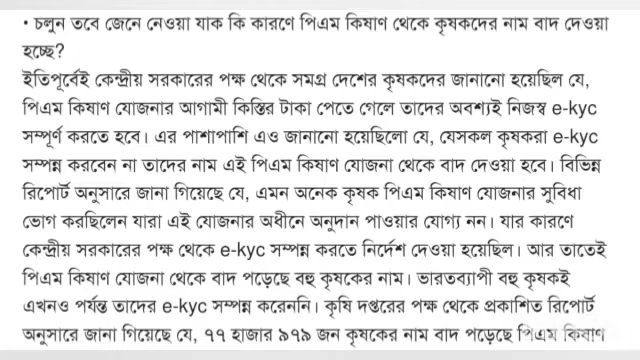 • চলুন তবে জেনে নেওয়া যাক কি কারণে পিএম কিষাণ থেকে কৃষকদের নাম বাদ দেওয়া
হচ্ছে?
ইতিপূর্বেই কেন্দ্রীয় সরকারের পক্ষ থেকে সমগ্র দেশের কৃষকদের জানানো হয়েছিল যে,
পিএম কিষাণ যোজনার আগামী কিস্তির টাকা পেতে গেলে তাদের অবশ্যই নিজস্ব e-kyc
সম্পূর্ণ করতে হবে। এর পাশাপাশি এও জানানো হয়েছিলো যে, যেসকল কৃষকরা e-kyc
সম্পন্ন করবেন না তাদের নাম এই পিএম কিষাণ যোজনা থেকে বাদ দেওয়া হবে। বিভিন্ন
রিপোর্ট অনুসারে জানা গিয়েছে যে, এমন অনেক কৃষক পিএম কিষাণ যোজনার সুবিধা
ভোগ করছিলেন যারা এই যোজনার অধীনে অনুদান পাওয়ার যোগ্য নন। যার কারণে
কেন্দ্রীয় সরকারের পক্ষ থেকে e-kyc সম্পন্ন করতে নির্দেশ দেওয়া হয়েছিল। আর তাতেই
পিএম কিষাণ যোজনা থেকে বাদ পড়েছে বহু কৃষকের নাম। ভারতব্যাপী বহু কৃষকই
এখনও পর্যন্ত তাদের e-kyc সম্পন্ন করেননি। কৃষি দপ্তরের পক্ষ থেকে প্রকাশিত রিপোর্ট
অনুসারে জানা গিয়েছে যে, ৭৭ হাজার ৯৭৯ জন কৃষকের নাম বাদ পড়েছে পিএম কিষাণ